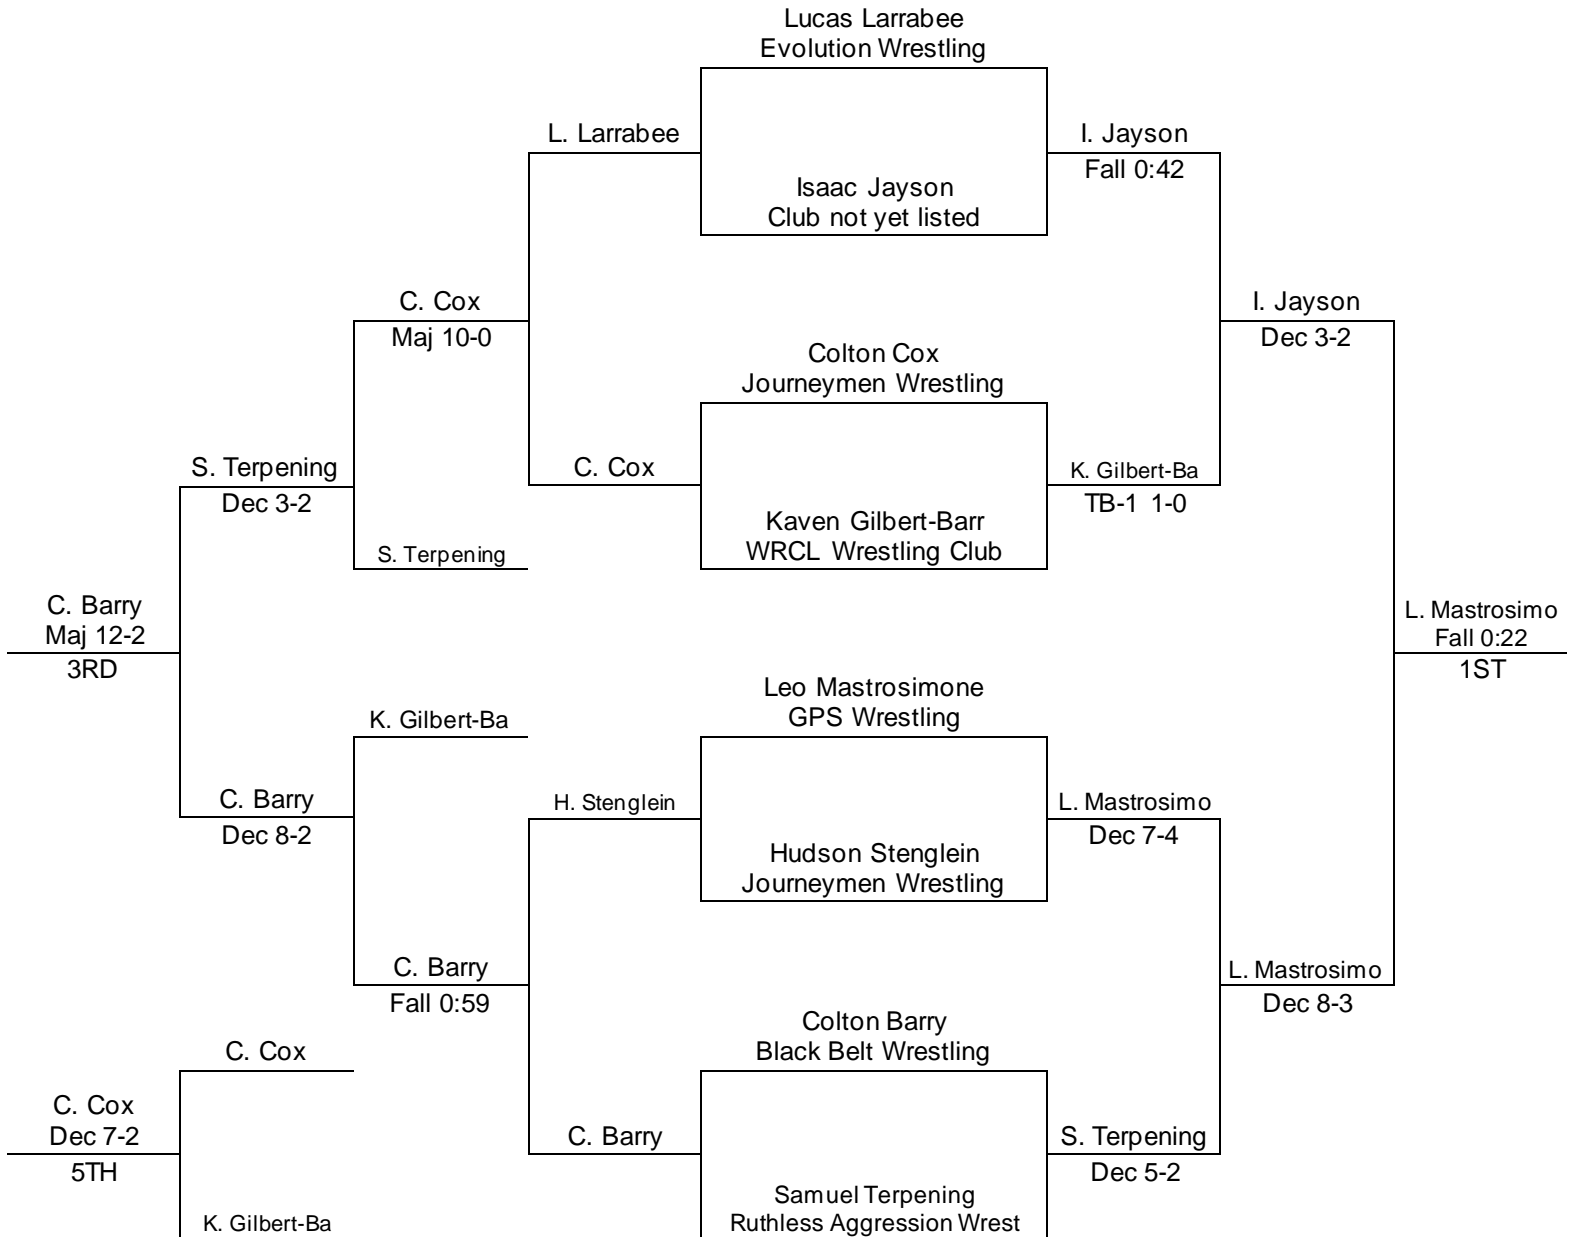 Lucas Larrabee
Evolution Wrestling
L. Larrabee
I. Jayson
Fall 0:42
Isaac Jayson
Club not yet listed
C. Cox
Maj 10-0
I. Jayson
Dec 3-2
Colton Cox
Journeymen Wrestling
S. Terpening
Dec 3-2
C. Cox
K. Gilbert-Ba
TB-1 1-0
Kaven Gilbert-Barr
WRCL Wrestling Club
S. Terpening
C. Barry
Maj 12-2
3RD
L. Mastrosimo
Fall 0:22
1ST
Leo Mastrosimone
GPS Wrestling
K. Gilbert-Ba
C. Barry
Dec 8-2
H. Stenglein
L. Mastrosimo
Dec 7-4
Hudson Stenglein
Journeymen Wrestling
C. Barry
Fall 0:59
L. Mastrosimo
Dec 8-3
Colton Barry
Black Belt Wrestling
C. Cox
C. Cox
Dec 7-2
5TH
C. Barry
S. Terpening
Dec 5-2
K. Gilbert-Ba
Samuel Terpening
Ruthless Aggression Wrest